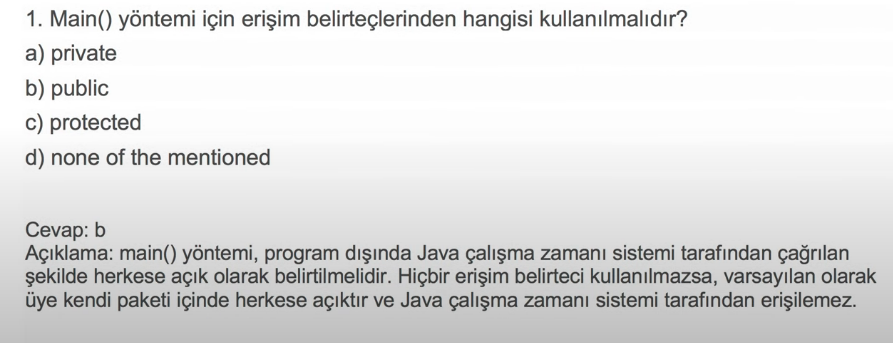 1. Main() yöntemi için erişim belirteçlerinden hangisi kullanılmalıdır?
a) private
b) public
c) protected
d) none of the mentioned
Cevap: b
Açıklama: main() yöntemi, program dışında Java çalışma zamanı sistemi tarafından çağrılan
şekilde herkese açık olarak belirtilmelidir. Hiçbir erişim belirteci kullanılmazsa, varsayılan olarak
üye kendi paketi içinde herkese açıktır ve Java çalışma zamanı sistemi tarafından erişilemez.